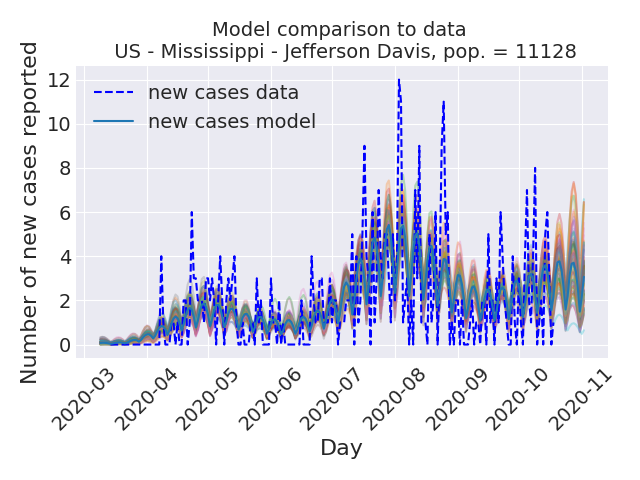 Model comparison to data
US - Mississippi - Jefferson Davis, pop. = 11128
Number of new cases reported
12
10
8
6
4
2
0
new cases data
new cases model
2020-03
2020-04
2020-05
2020-06
2020-07
2020-08
2020-09
2020-10
2020-11
Day